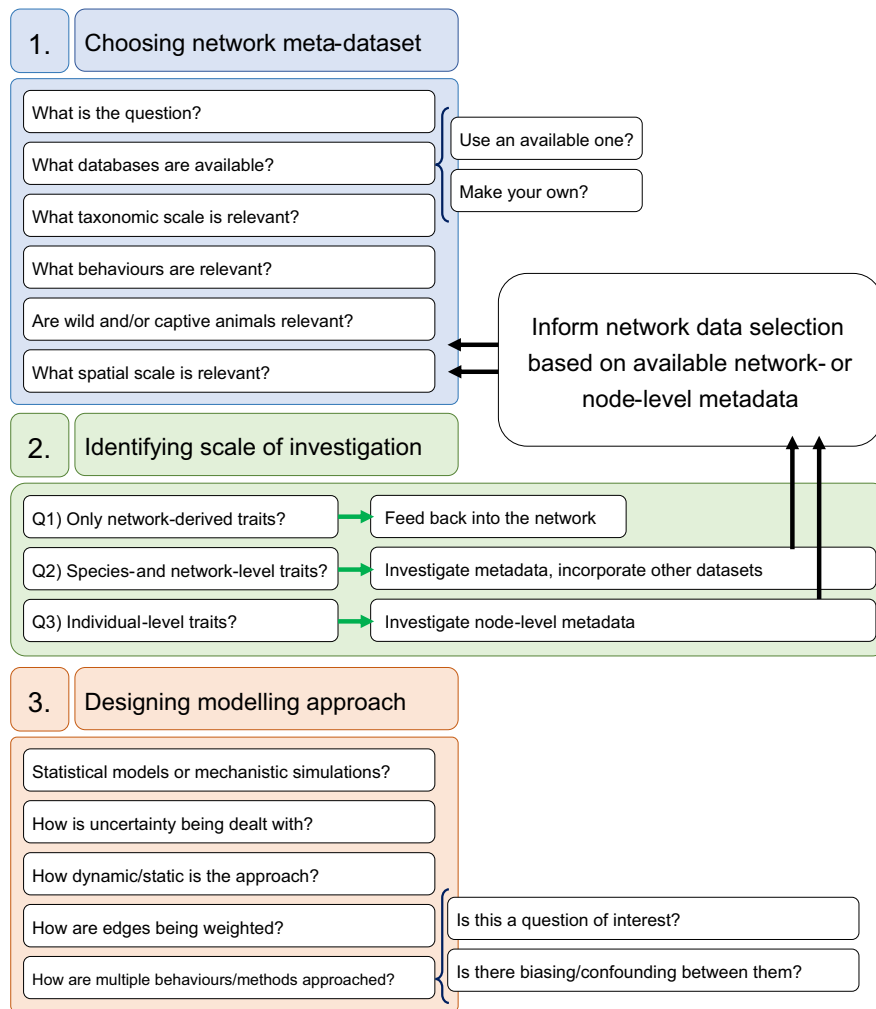 1.
Choosing network meta-dataset
What is the question?
What databases are available?
Use an available one?
Make your own?
What taxonomic scale is relevant?
What behaviours are relevant?
Are wild and/or captive animals relevant?
What spatial scale is relevant?
Inform network data selection
based on available network- or
node-level metadata
2.
Identifying scale of investigation
Q1) Only network-derived traits?
Feed back into the network
Q2) Species-and network-level traits?
Investigate metadata, incorporate other datasets
Q3) Individual-level traits?
Investigate node-level metadata
3.
Designing modelling approach
Statistical models or mechanistic simulations?
How is uncertainty being dealt with?
How dynamic/static is the approach?
How are edges being weighted?
How are multiple behaviours/methods approached?
Is this a question of interest?
Is there biasing/confounding between them?